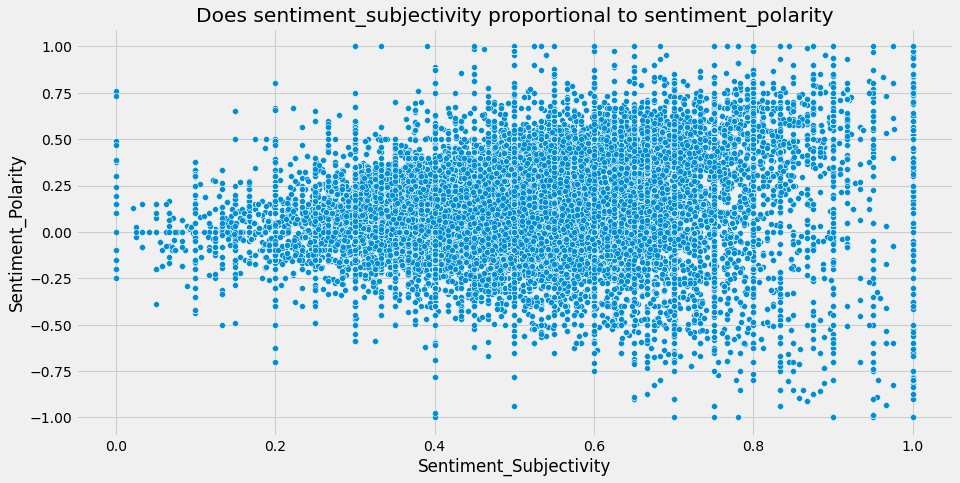 Does sentiment_subjectivity proportional to sentiment_polarity
1.00
0.75
0.50
0.25
0.00
−0.25
−0.50
−0.75
−1.00
Sentiment_Polarity
0.0 0.2 0.4 0.6 0.8 1.0
Sentiment_Subjectivity